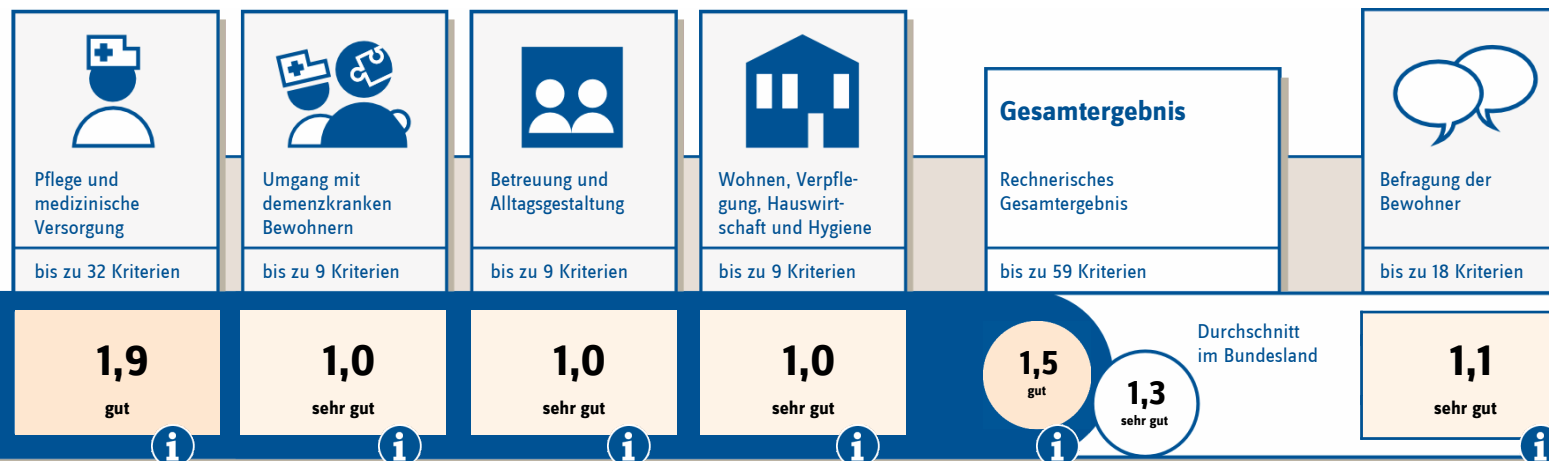 Pflege und
medizinische
Versorgung
bis zu 32 Kriterien
1,9
gut
Umgang mit
demenzkranken
Bewohnern
bis zu 9 Kriterien
1,0
sehr gut
Betreuung und
Alltagsgestaltung
bis zu 9 Kriterien
1,0
sehr gut
Wohnen, Verpfle-
gung, Hauswirt-
schaft und Hygiene
bis zu 9 Kriterien
1,0
sehr gut
Gesamtergebnis
Rechnerisches
Gesamtergebnis
bis zu 59 Kriterien
1,5
gut
1,3
sehr gut
Durchschnitt
im Bundesland
Befragung der
Bewohner
bis zu 18 Kriterien
1,1
sehr gut
i
i
i
i
i
i